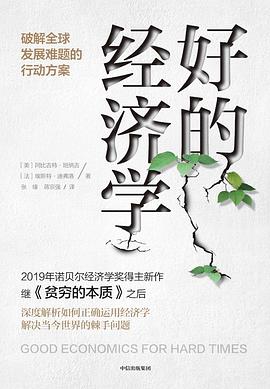 破解全球
发展难题的
行动方案
好的
经济学
[美] 阿比吉特·班纳吉
[法] 埃斯特·迪弗洛
著
张缘 蒋宗强/译
2019年诺贝尔经济学奖得主新作
继《贫穷的本质》之后
深度解析如何正确运用经济学
解决当今世界的棘手问题
GOOD ECONOMICS FOR HARD TIMES
中信出版集团